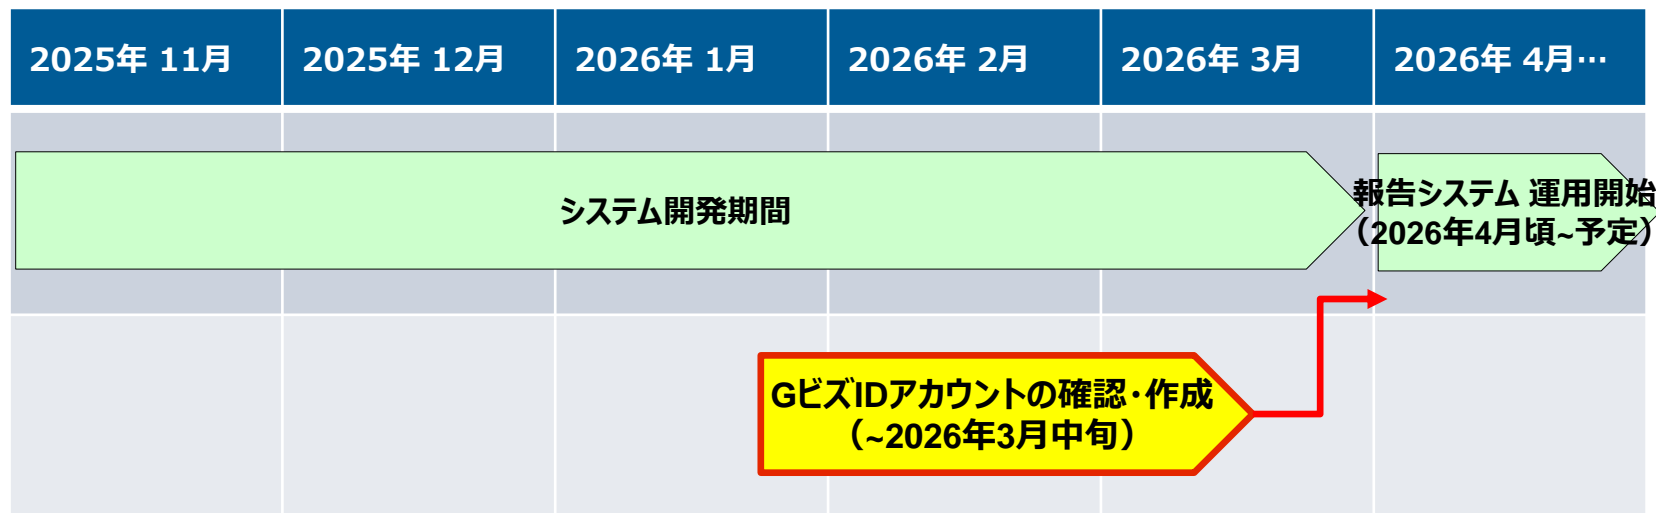 2025年 11月
2025年 12月
2026年 1月
2026年 2月
2026年 3月
2026年 4月…
システム開発期間
報告システム 運用開始
（2026年4月頃~予定）
GビズIDアカウントの確認・作成
（~2026年3月中旬）